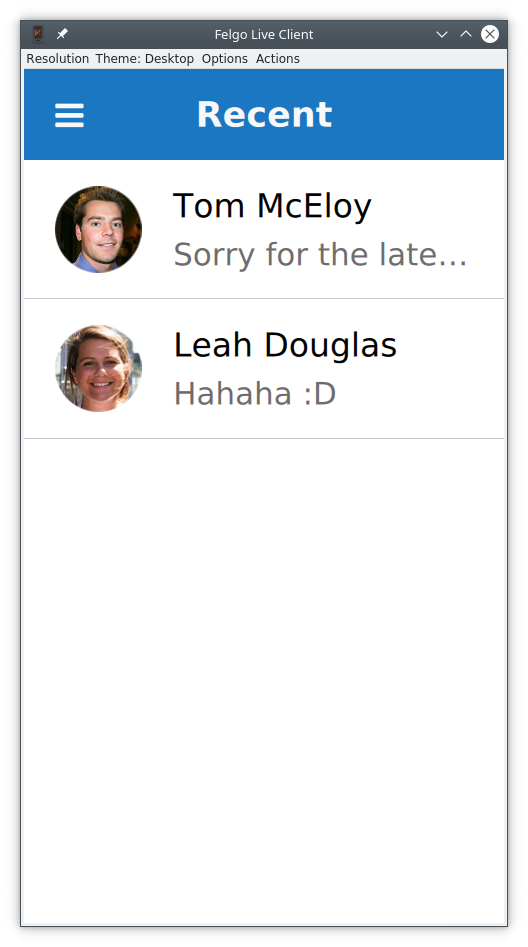 Felgo Live Client
Resolution Theme: Desktop Options Actions
Recent
Tom McEloy
Sorry for the late...
Leah Douglas
Hahaha :D